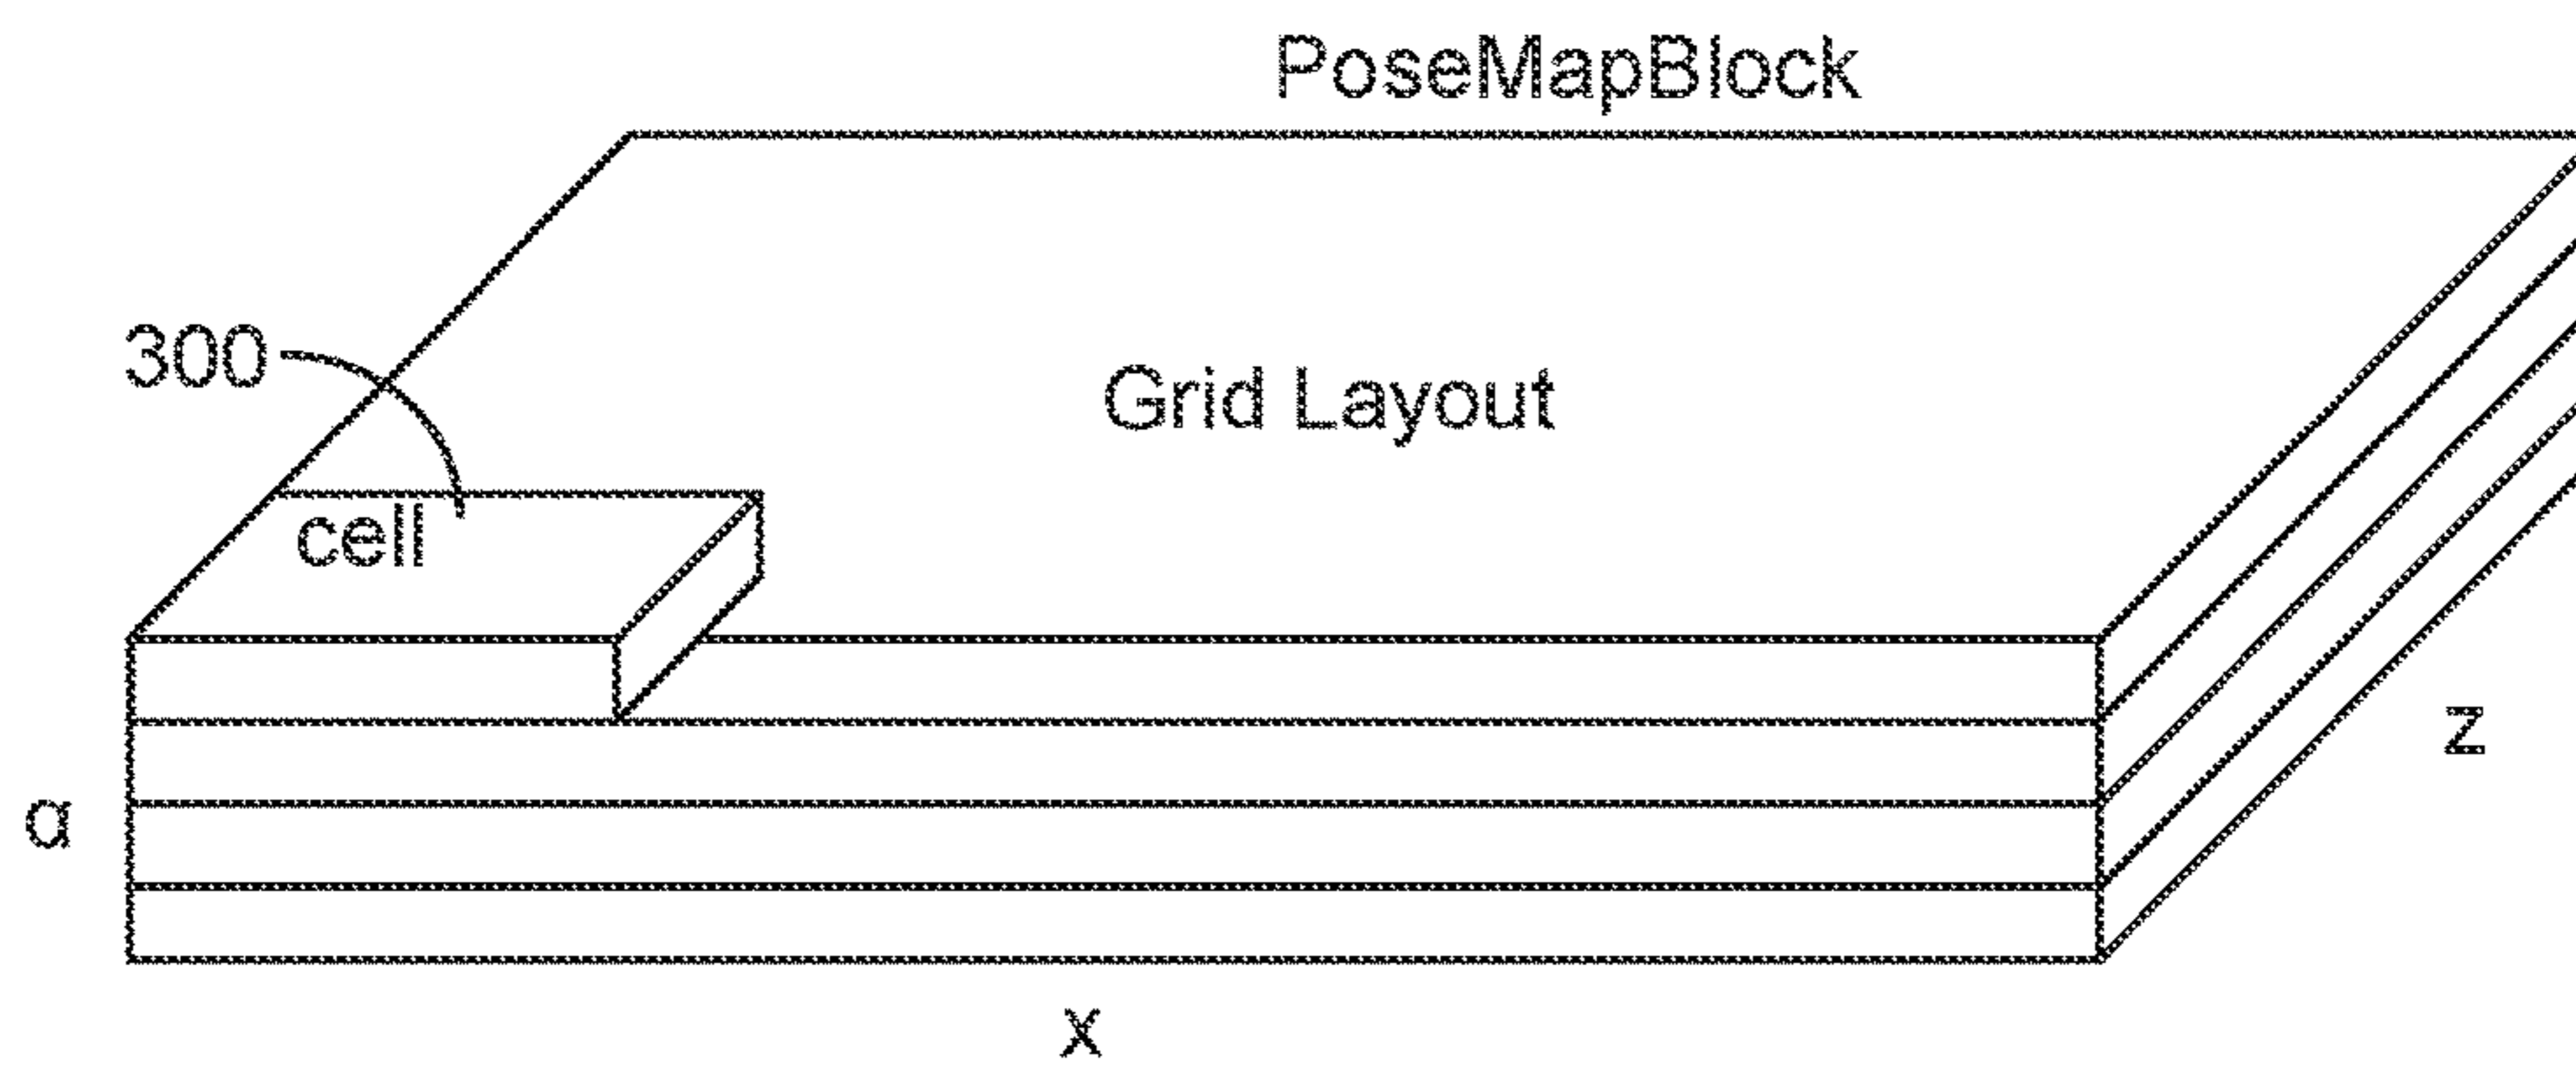 PoseMapBlock
300
Grid Layout
cell
z
α
x